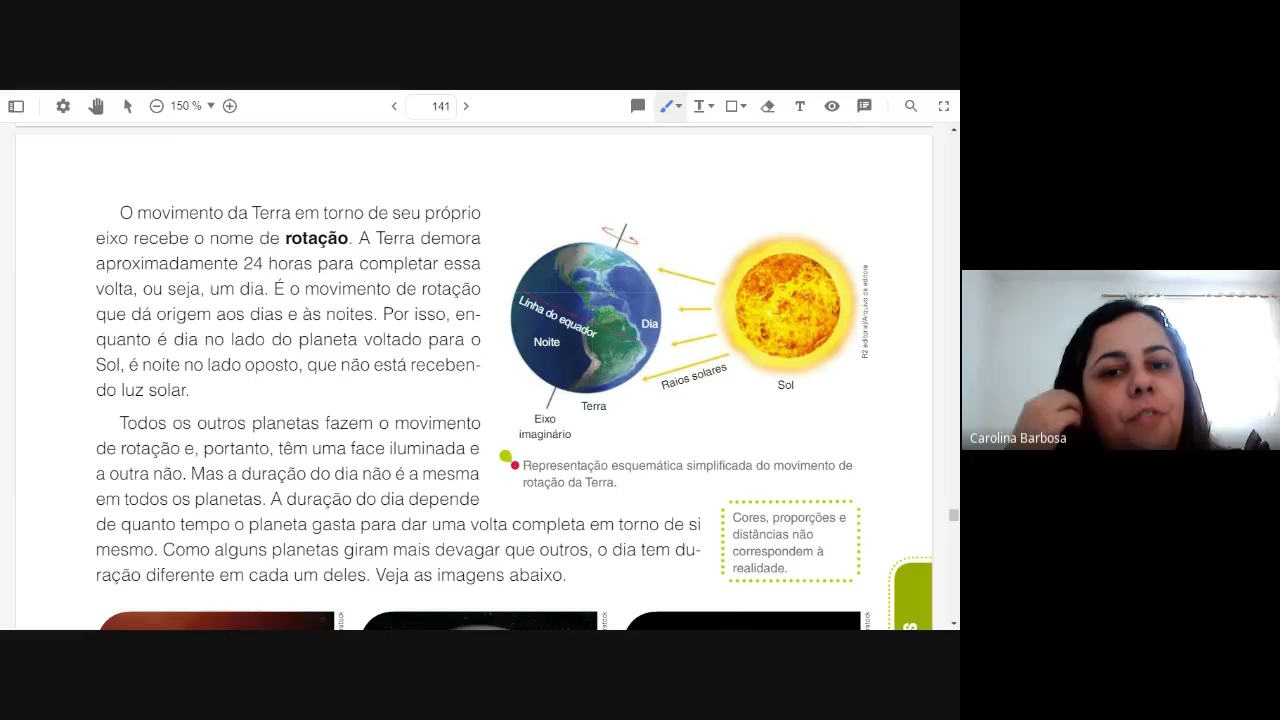 150 %
141
O movimento da Terra em torno de seu próprio
eixo recebe o nome de rotação. A Terra demora
aproximadamente 24 horas para completar essa
volta, ou seja, um dia. É o movimento de rotação
que dá origem aos dias e às noites. Por isso, en-
quanto é dia no lado do planeta voltado para o
Sol, é noite no lado oposto, que não está receben-
do luz solar.
Todos os outros planetas fazem o movimento
de rotação e, portanto, têm uma face iluminada e
a outra não. Mas a duração do dia não é a mesma
em todos os planetas. A duração do dia depende
de quanto tempo o planeta gasta para dar uma volta completa em torno de si
mesmo. Como alguns planetas giram mais devagar que outros, o dia tem du-
ração diferente em cada um deles. Veja as imagens abaixo.
Linha do equador
Dia
Noite
Raios solares
Sol
Terra
Eixo
imaginário
R2 editorial/Arquivo da editora
Representação esquemática simplificada do movimento de
rotação da Terra.
Cores, proporções e
distâncias não
correspondem à
realidade.
Carolina Barbosa